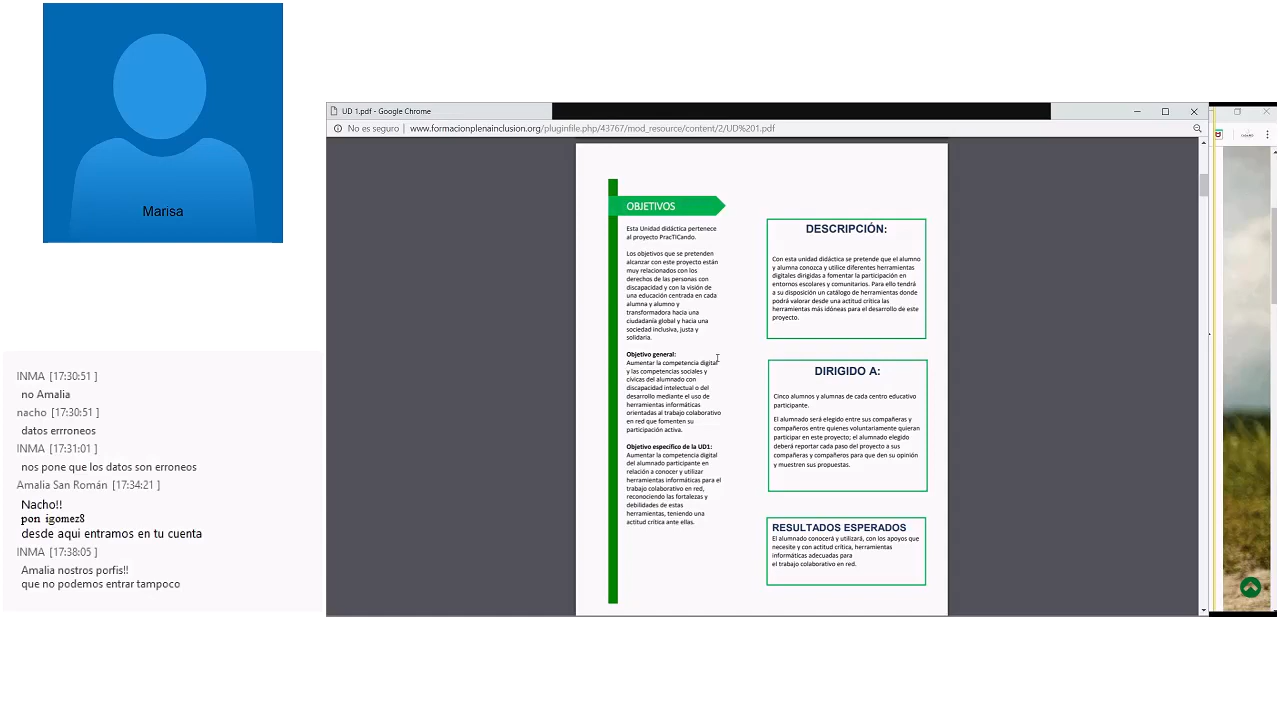 Marisa
INMA [17:30:51 ]
no Amalia
nacho [17:30:51 ]
datos errroneos
INMA [17:31:01 ]
nos pone que los datos son erroneos
Amalia San Román [17:34:21 ]
Nacho!!
pon igomez8
desde aqui entramos en tu cuenta
INMA [17:38:05 ]
Amalia nostros porfis!!
que no podemos entrar tampoco
UD 1.pdf - Google Chrome
No es seguro | www.formacionplenainclusion.org/pluginfile.php/43767/mod_resource/content/2/UD%201.pdf
OBJETIVOS
Esta Unidad didáctica pertenece
al proyecto PracTICando.
Los objetivos que se pretenden
alcanzar con este proyecto están
muy relacionados con los
derechos de las personas con
discapacidad y con la visión de
una educación centrada en cada
alumna y alumno y
transformadora hacia una
ciudadanía global y hacia una
sociedad inclusiva, justa y
solidaria.
Objetivo general:
Aumentar la competencia digital
y las competencias sociales y
cívicas del alumnado con
discapacidad intelectual o del
desarrollo mediante el uso de
herramientas informáticas
orientadas al trabajo colaborativo
en red que fomenten su
participación activa.
Objetivo específico de la UD1:
Aumentar la competencia digital
del alumnado participante en
relación a conocer y utilizar
herramientas informáticas para el
trabajo colaborativo en red,
reconociendo las fortalezas y
debilidades de estas
herramientas, teniendo una
actitud crítica ante ellas.
DESCRIPCIÓN:
Con esta unidad didáctica se pretende que el alumno
y alumna conozca y utilice diferentes herramientas
digitales dirigidas a fomentar la participación en
entornos escolares y comunitarios. Para ello tendrá
a su disposición un catálogo de herramientas donde
podrá valorar desde una actitud crítica las
herramientas más idóneas para el desarrollo de este
proyecto.
DIRIGIDO A:
Cinco alumnos y alumnas de cada centro educativo
participante.
El alumnado será elegido entre sus compañeras y
compañeros entre quienes voluntariamente quieran
participar en este proyecto; el alumnado elegido
deberá reportar cada paso del proyecto a sus
compañeras y compañeros para que den su opinión
y muestren sus propuestas.
RESULTADOS ESPERADOS
El alumnado conocerá y utilizará, con los apoyos que
necesite y con actitud crítica, herramientas
informáticas adecuadas para
el trabajo colaborativo en red.